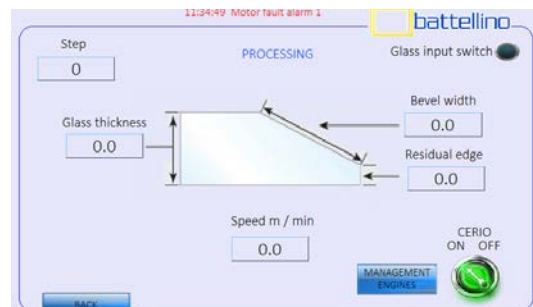 11:34:49 Motor fault alarm 1
battellino
Step
0
PROCESSING
Glass input switch
Glass thickness
0.0
Bevel width
0.0
Residual edge
0.0
Speed m / min
0.0
CERIO
ON OFF
MANAGEMENT
ENGINES
BACK